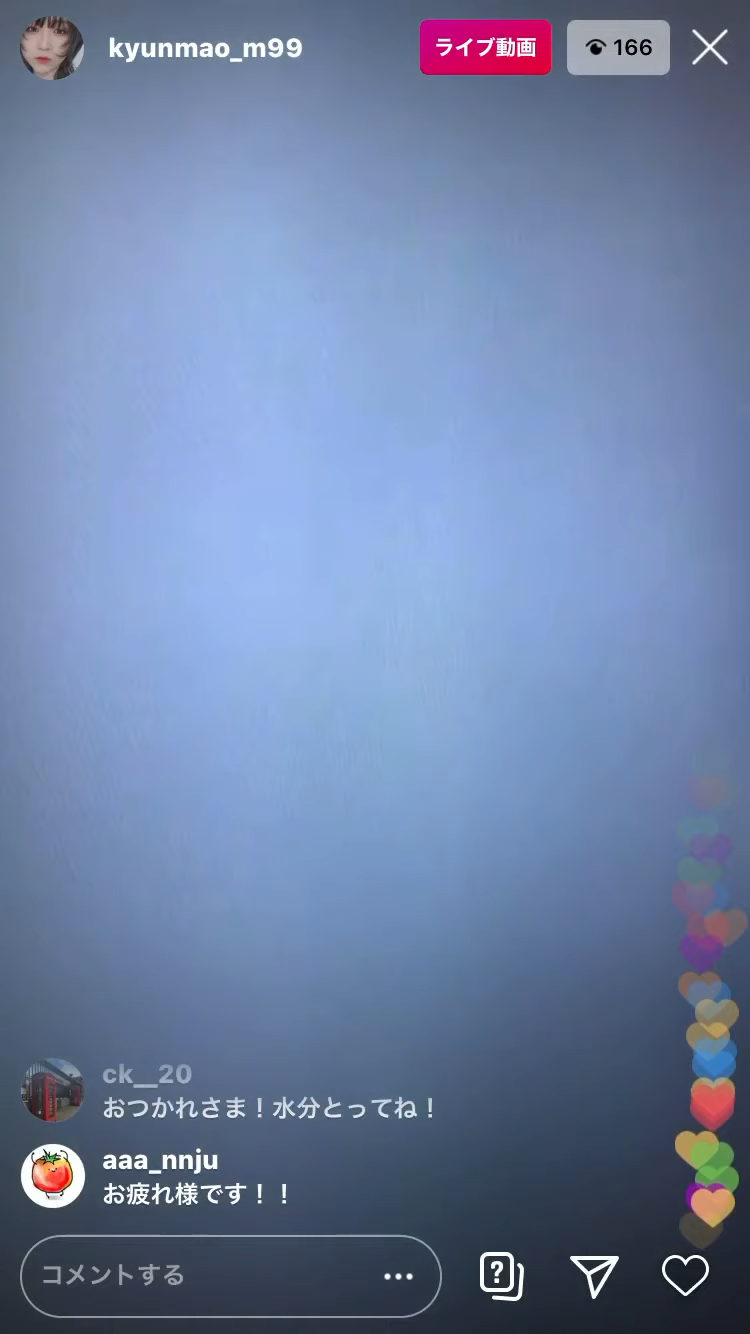 kyunmao_m99
ライブ動画
166
ck__20
おつかれさま！水分とってね！
aaa_nnju
お疲れ様です！！
コメントする